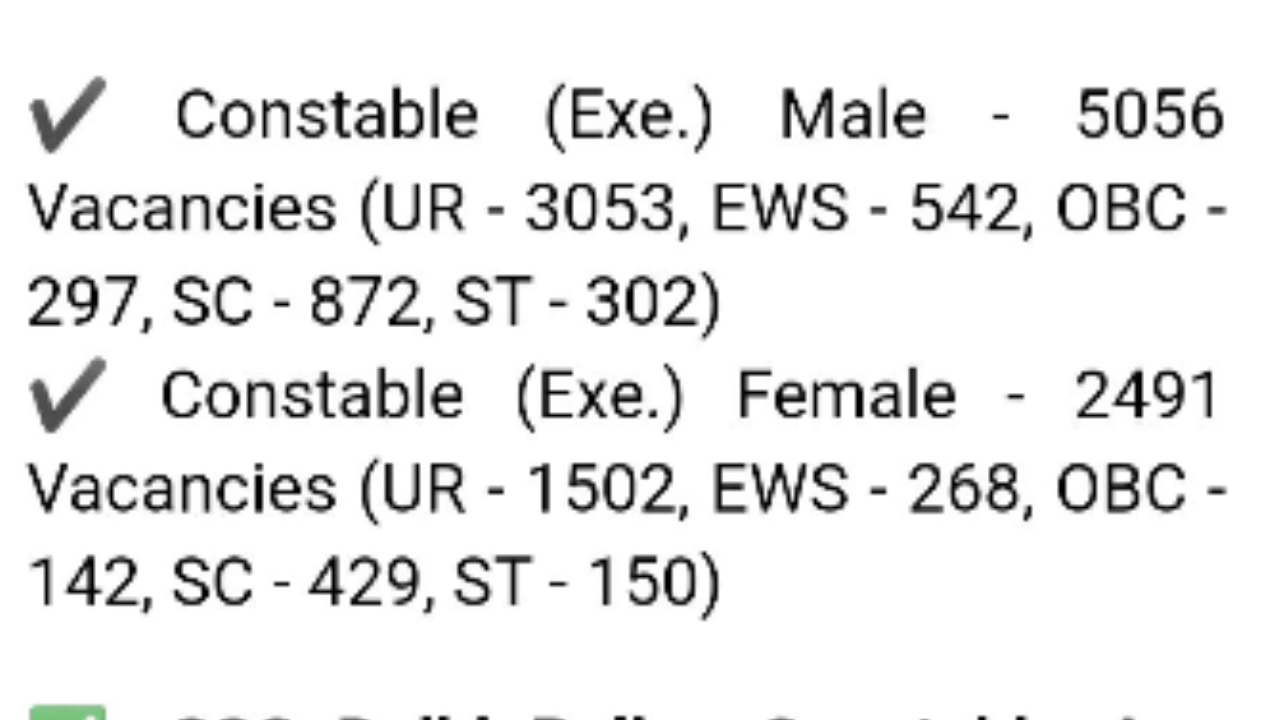 ✔ Constable (Exe.) Male - 5056
Vacancies (UR - 3053, EWS - 542, OBC -
297, SC - 872, ST - 302)
✔ Constable (Exe.) Female - 2491
Vacancies (UR - 1502, EWS - 268, OBC -
142, SC - 429, ST - 150)